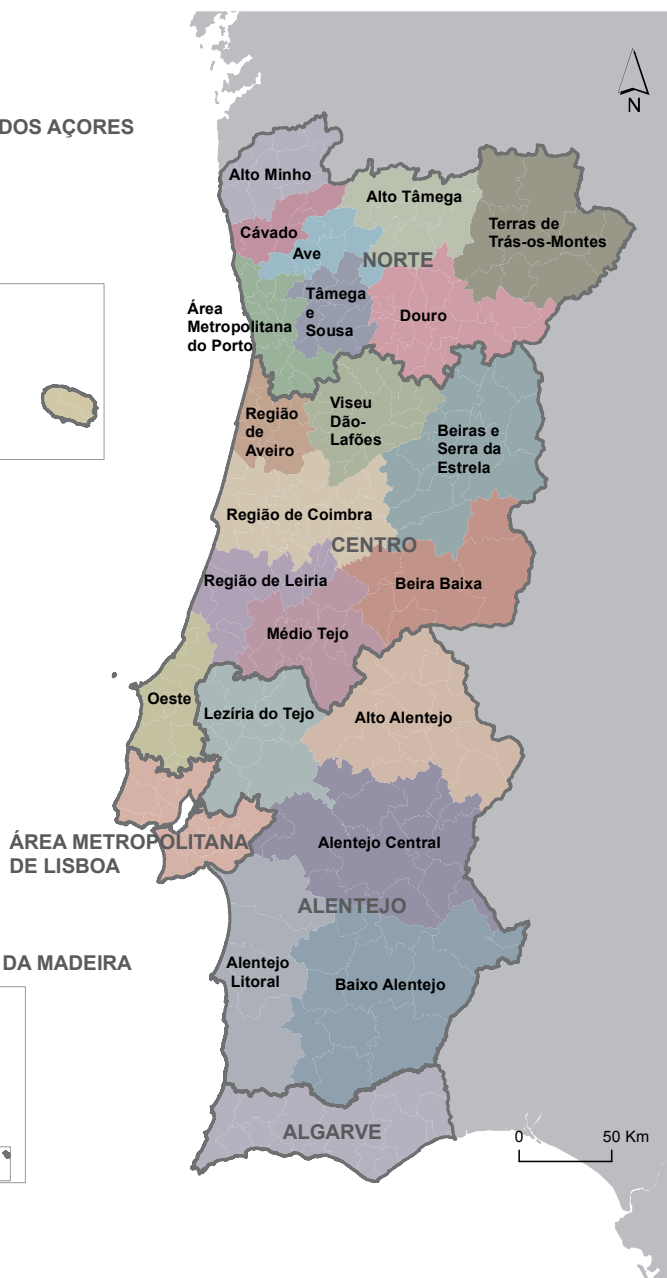 N
DOS AÇORES
Alto Minho
Alto Tâmega
Terras de
Trás-os-Montes
Cávado
Ave
NORTE
Tâmega
e
Sousa
Área
Metropolitana
do Porto
Douro
Região
de
Aveiro
Viseu
Dão-
Lafões
Beiras e
Serra da
Estrela
Região de Coimbra
CENTRO
Região de Leiria
Beira Baixa
Médio Tejo
Oeste
Lezíria do Tejo
Alto Alentejo
ÁREA METROPOLITANA
DE LISBOA
Alentejo Central
ALENTEJO
DA MADEIRA
Alentejo
Litoral
Baixo Alentejo
ALGARVE
0 50 Km